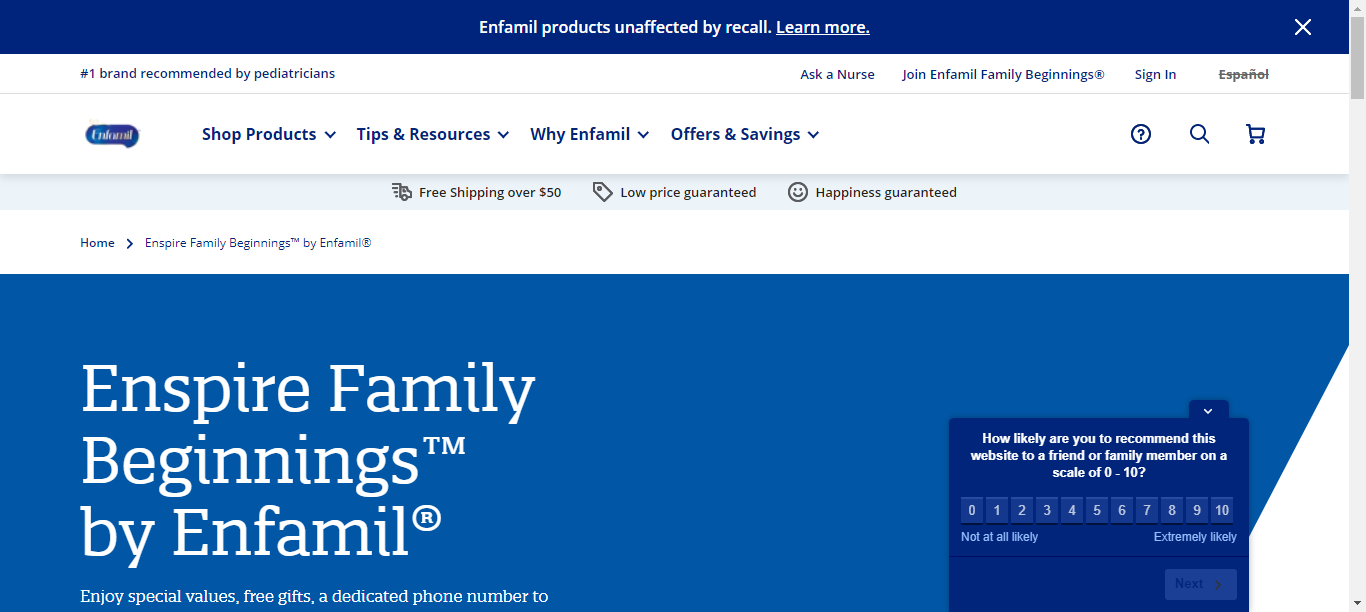 Enfamil products unaffected by recall. Learn more.
#1 brand recommended by pediatricians
Ask a Nurse
Join Enfamil Family Beginnings®
Sign In
Español
Enfamil
Shop Products
Tips & Resources
Why Enfamil
Offers & Savings
Free Shipping over $50
Low price guaranteed
Happiness guaranteed
Home
Enspire Family Beginnings™ by Enfamil®
Enspire Family
Beginnings™
by Enfamil®
Enjoy special values, free gifts, a dedicated phone number to
How likely are you to recommend this
website to a friend or family member on a
scale of 0 - 10?
0 1 2 3 4 5 6 7 8 9 10
Not at all likely
Extremely likely
Next